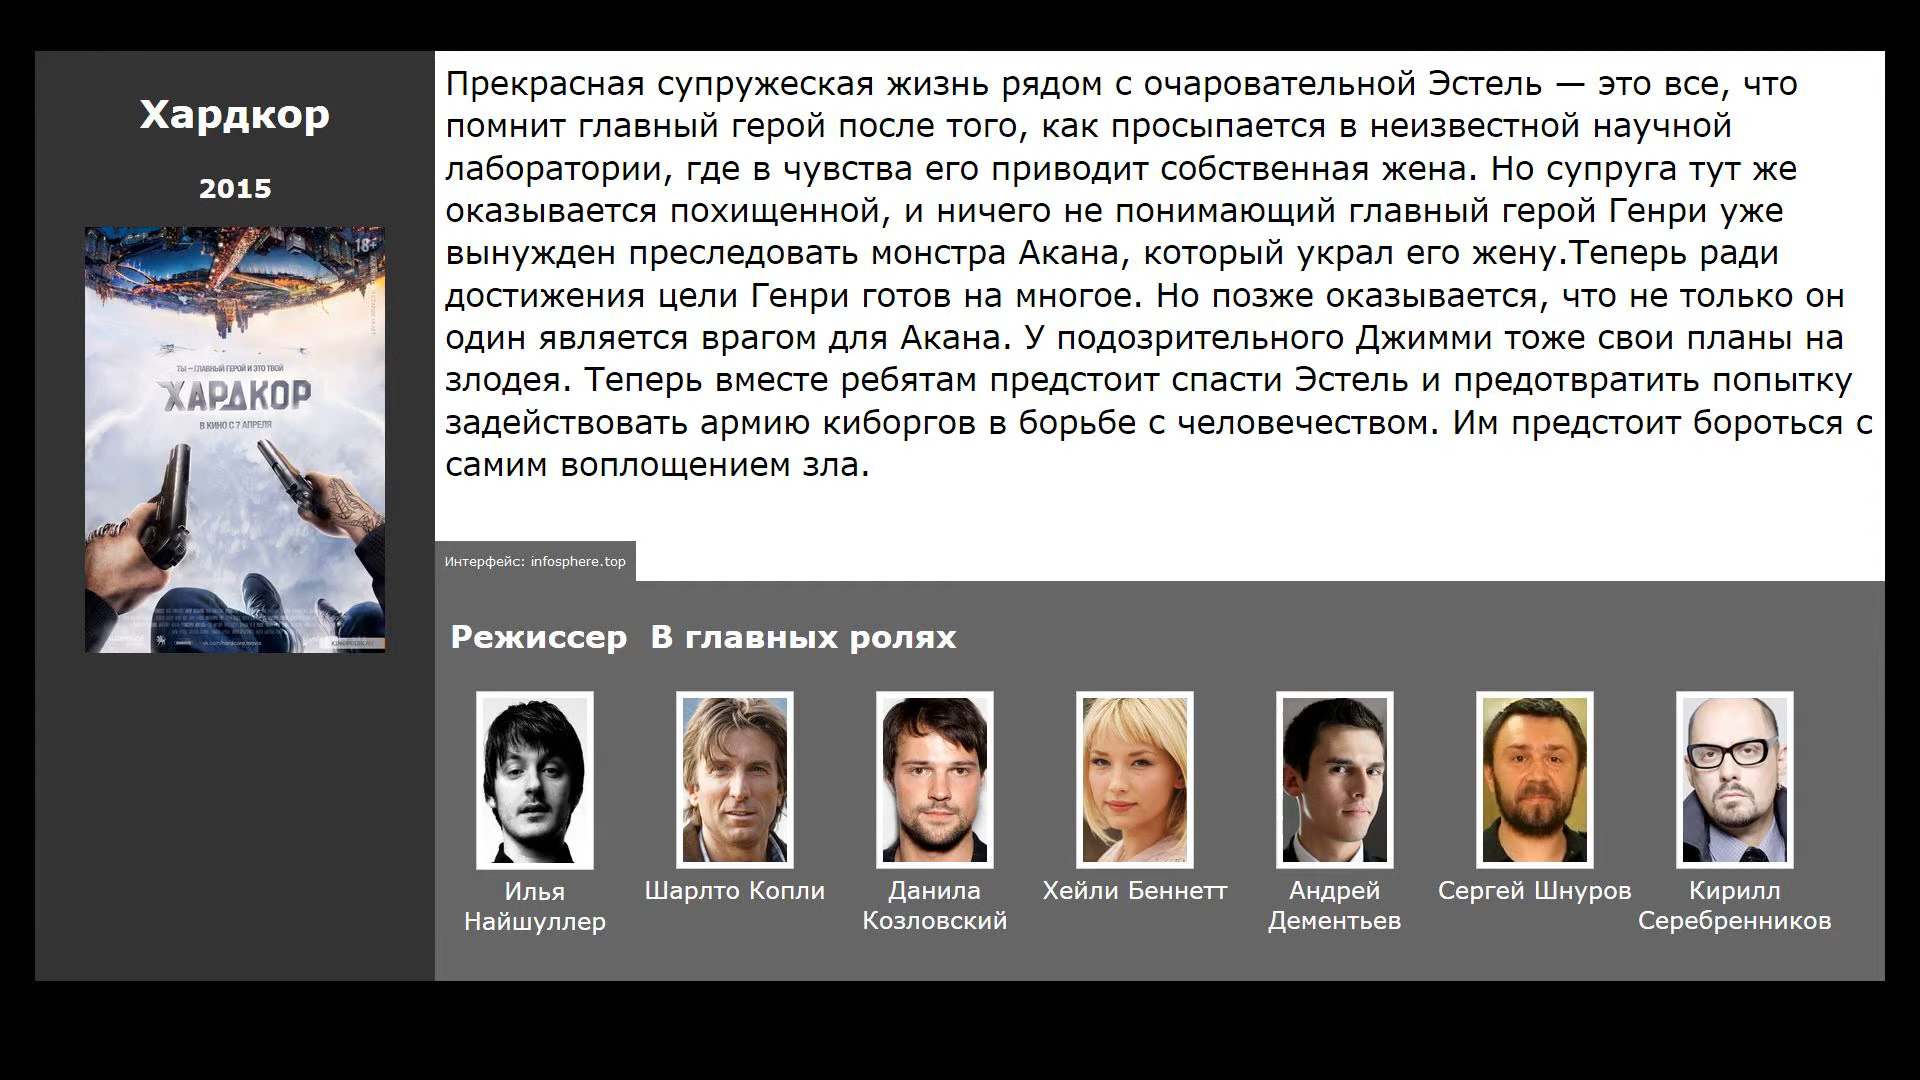 Хардкор
2015
18+
ТЫ – ГЛАВНЫЙ ГЕРОЙ И ЭТО ТВОЙ
ХАРДКОР
В КИНО С 7 АПРЕЛЯ
Прекрасная супружеская жизнь рядом с очаровательной Эстель — это все, что
помнит главный герой после того, как просыпается в неизвестной научной
лаборатории, где в чувства его приводит собственная жена. Но супруга тут же
оказывается похищенной, и ничего не понимающий главный герой Генри уже
вынужден преследовать монстра Акана, который украл его жену.Теперь ради
достижения цели Генри готов на многое. Но позже оказывается, что не только он
один является врагом для Акана. У подозрительного Джимми тоже свои планы на
злодея. Теперь вместе ребятам предстоит спасти Эстель и предотвратить попытку
задействовать армию киборгов в борьбе с человечеством. Им предстоит бороться с
самим воплощением зла.
Интерфейс: infosphere.top
Режиссер В главных ролях
Илья
Найшуллер
Шарлто Копли
Данила
Козловский
Хейли Беннетт
Андрей
Дементьев
Сергей Шнуров
Кирилл
Серебренников